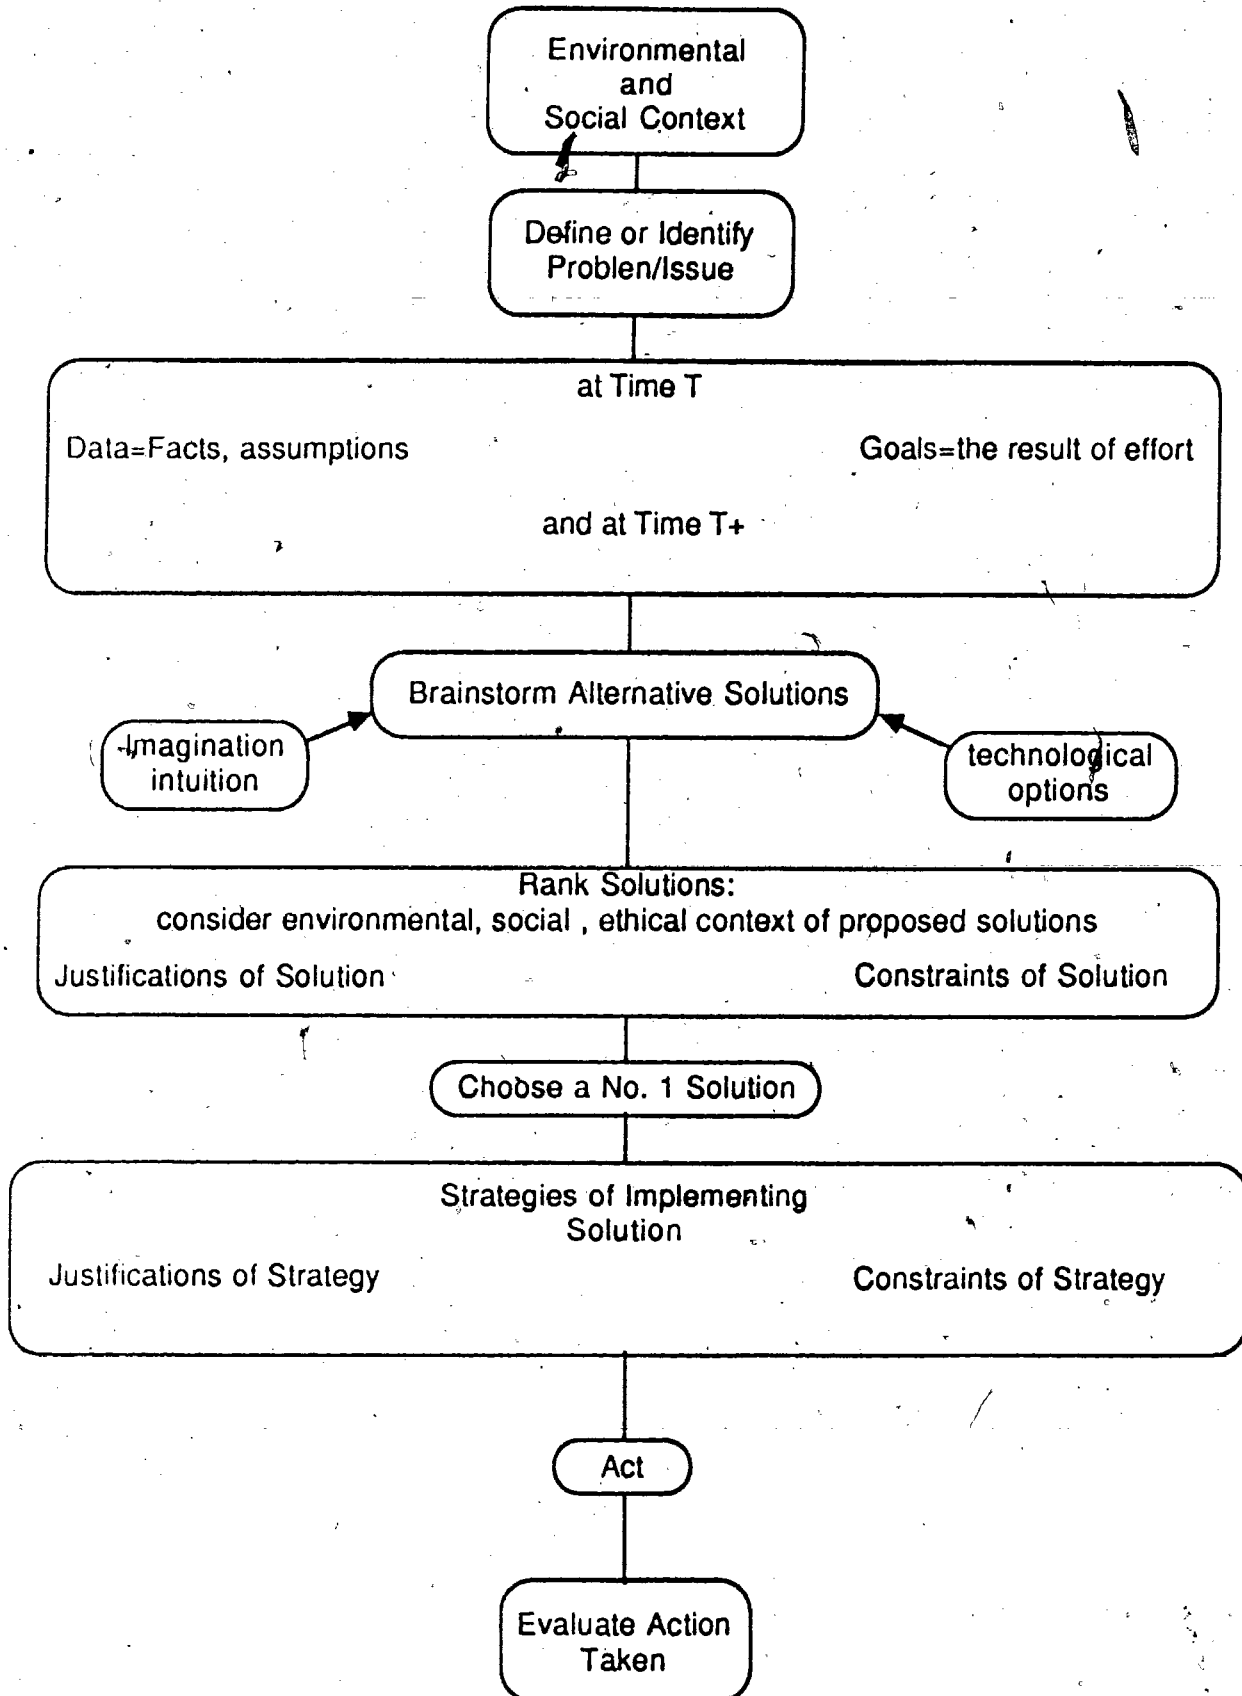 Environmental
and
Social Context
Define or Identify
Problen/Issue
at Time T
Data=Facts, assumptions
Goals=the result of effort
and at Time T+
Brainstorm Alternative Solutions
Imagination
intuition
technological
options
Rank Solutions:
consider environmental, social , ethical context of proposed solutions
Justifications of Solution
Constraints of Solution
Choose a No. 1 Solution
Strategies of Implementing
Solution
Justifications of Strategy
Constraints of Strategy
Act
Evaluate Action
Taken